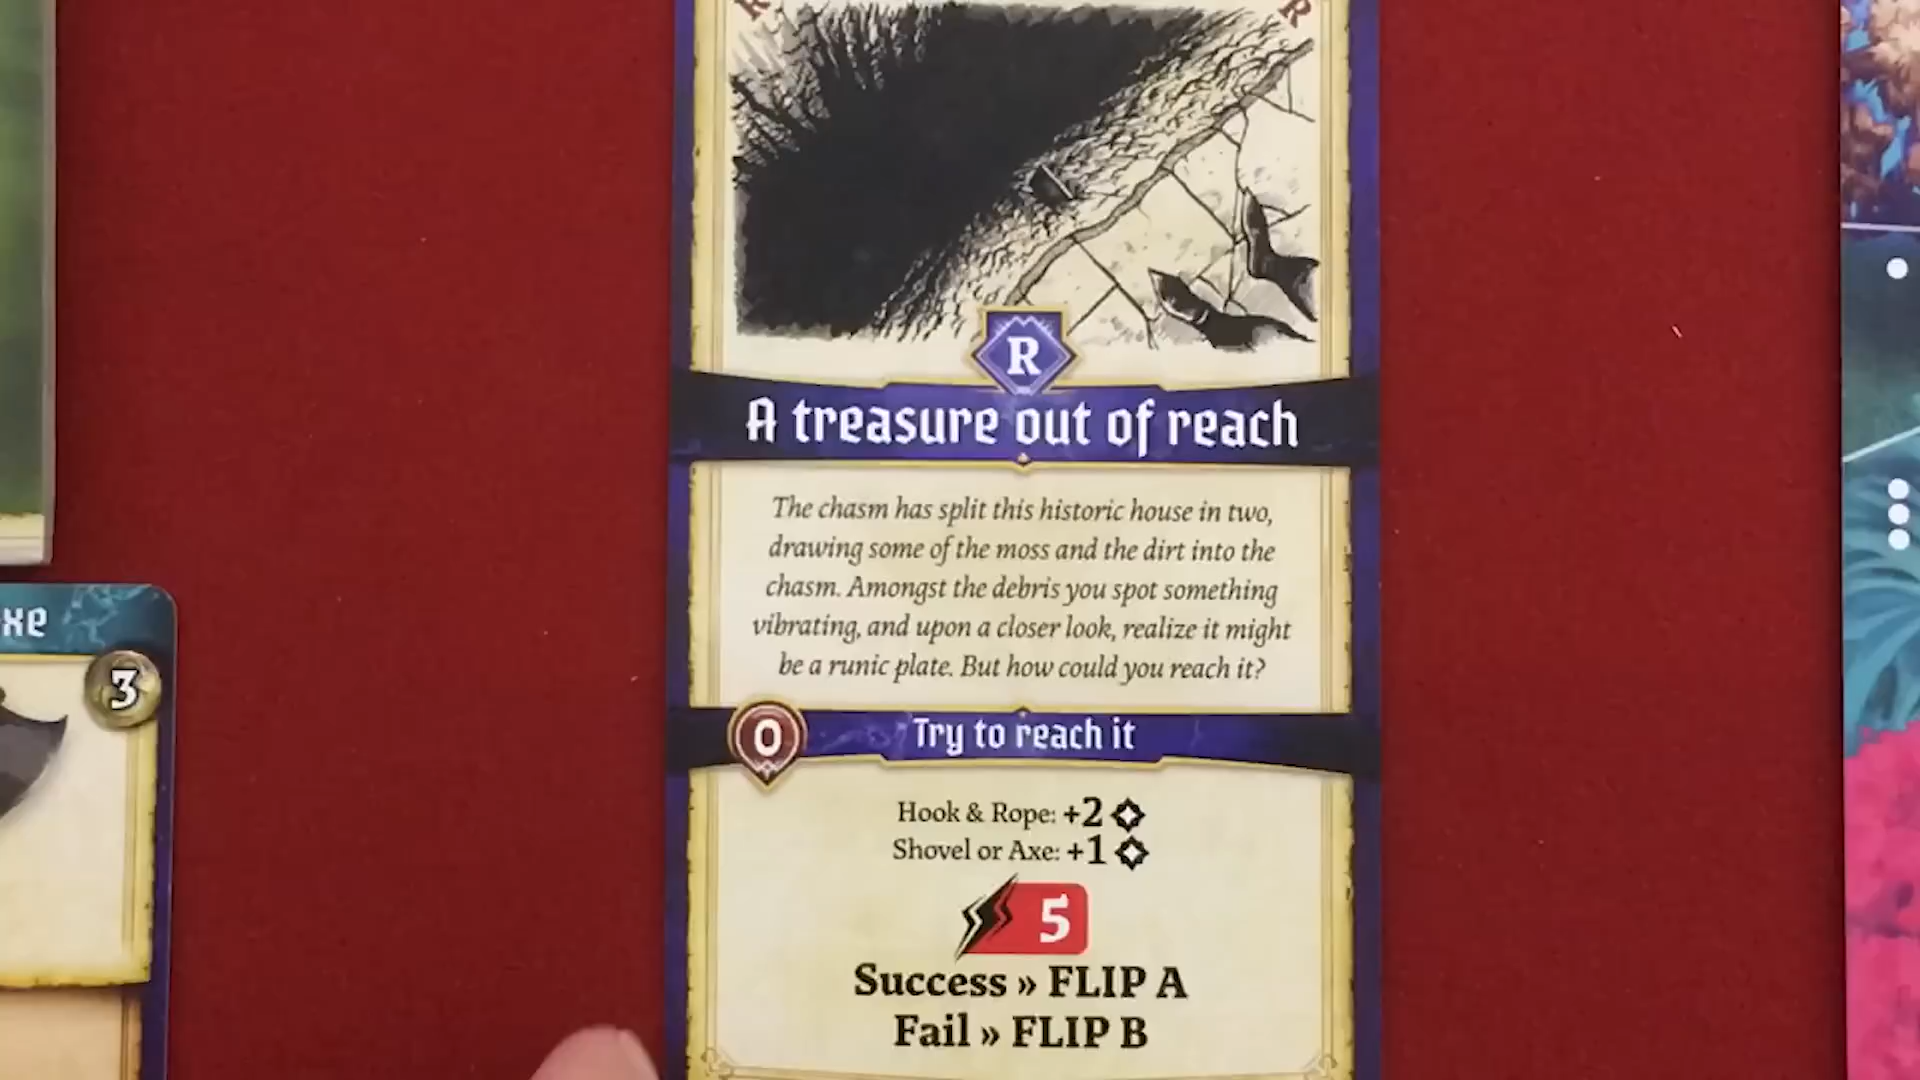 R
R
R
A treasure out of reach
The chasm has split this historic house in two,
drawing some of the moss and the dirt into the
chasm. Amongst the debris you spot something
vibrating, and upon a closer look, realize it might
be a runic plate. But how could you reach it?
0
Try to reach it
Hook & Rope: +2
Shovel or Axe: +1
5
Success » FLIP A
Fail » FLIP B
xe
3